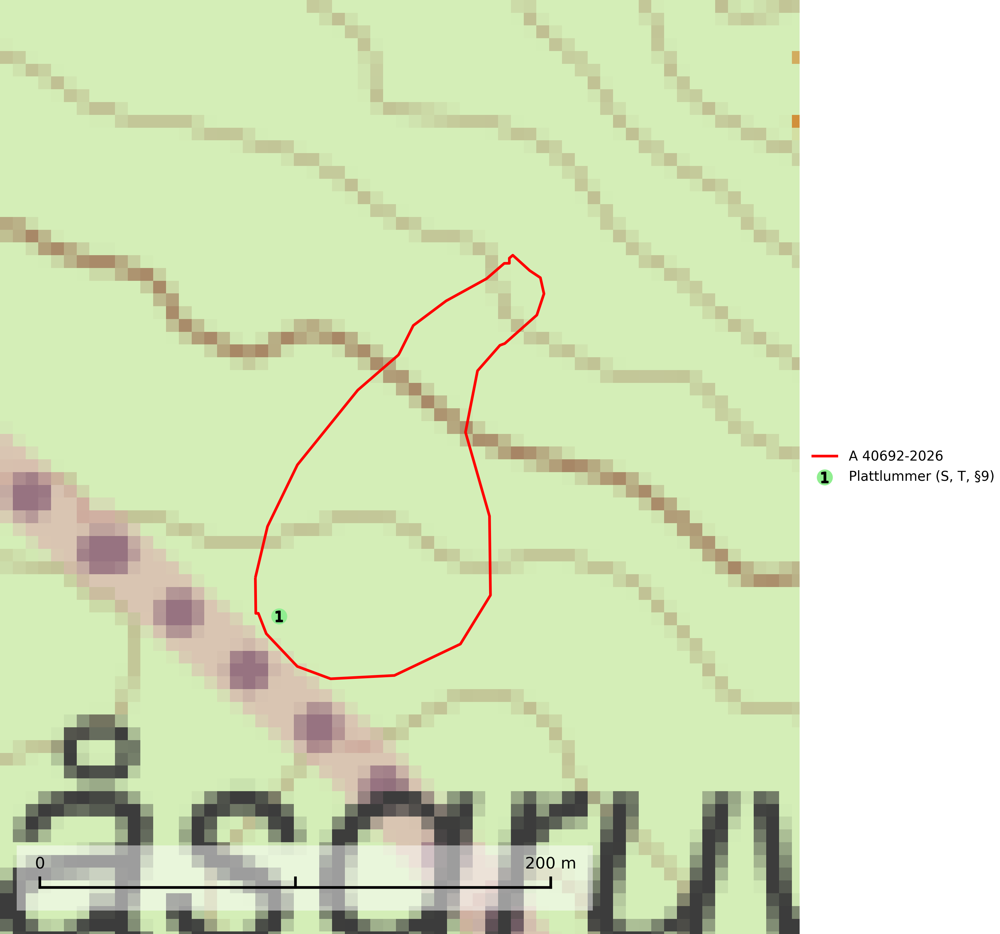 A 40692-2026
1 Plattlummer (S, T, §9)
1
0 200 m